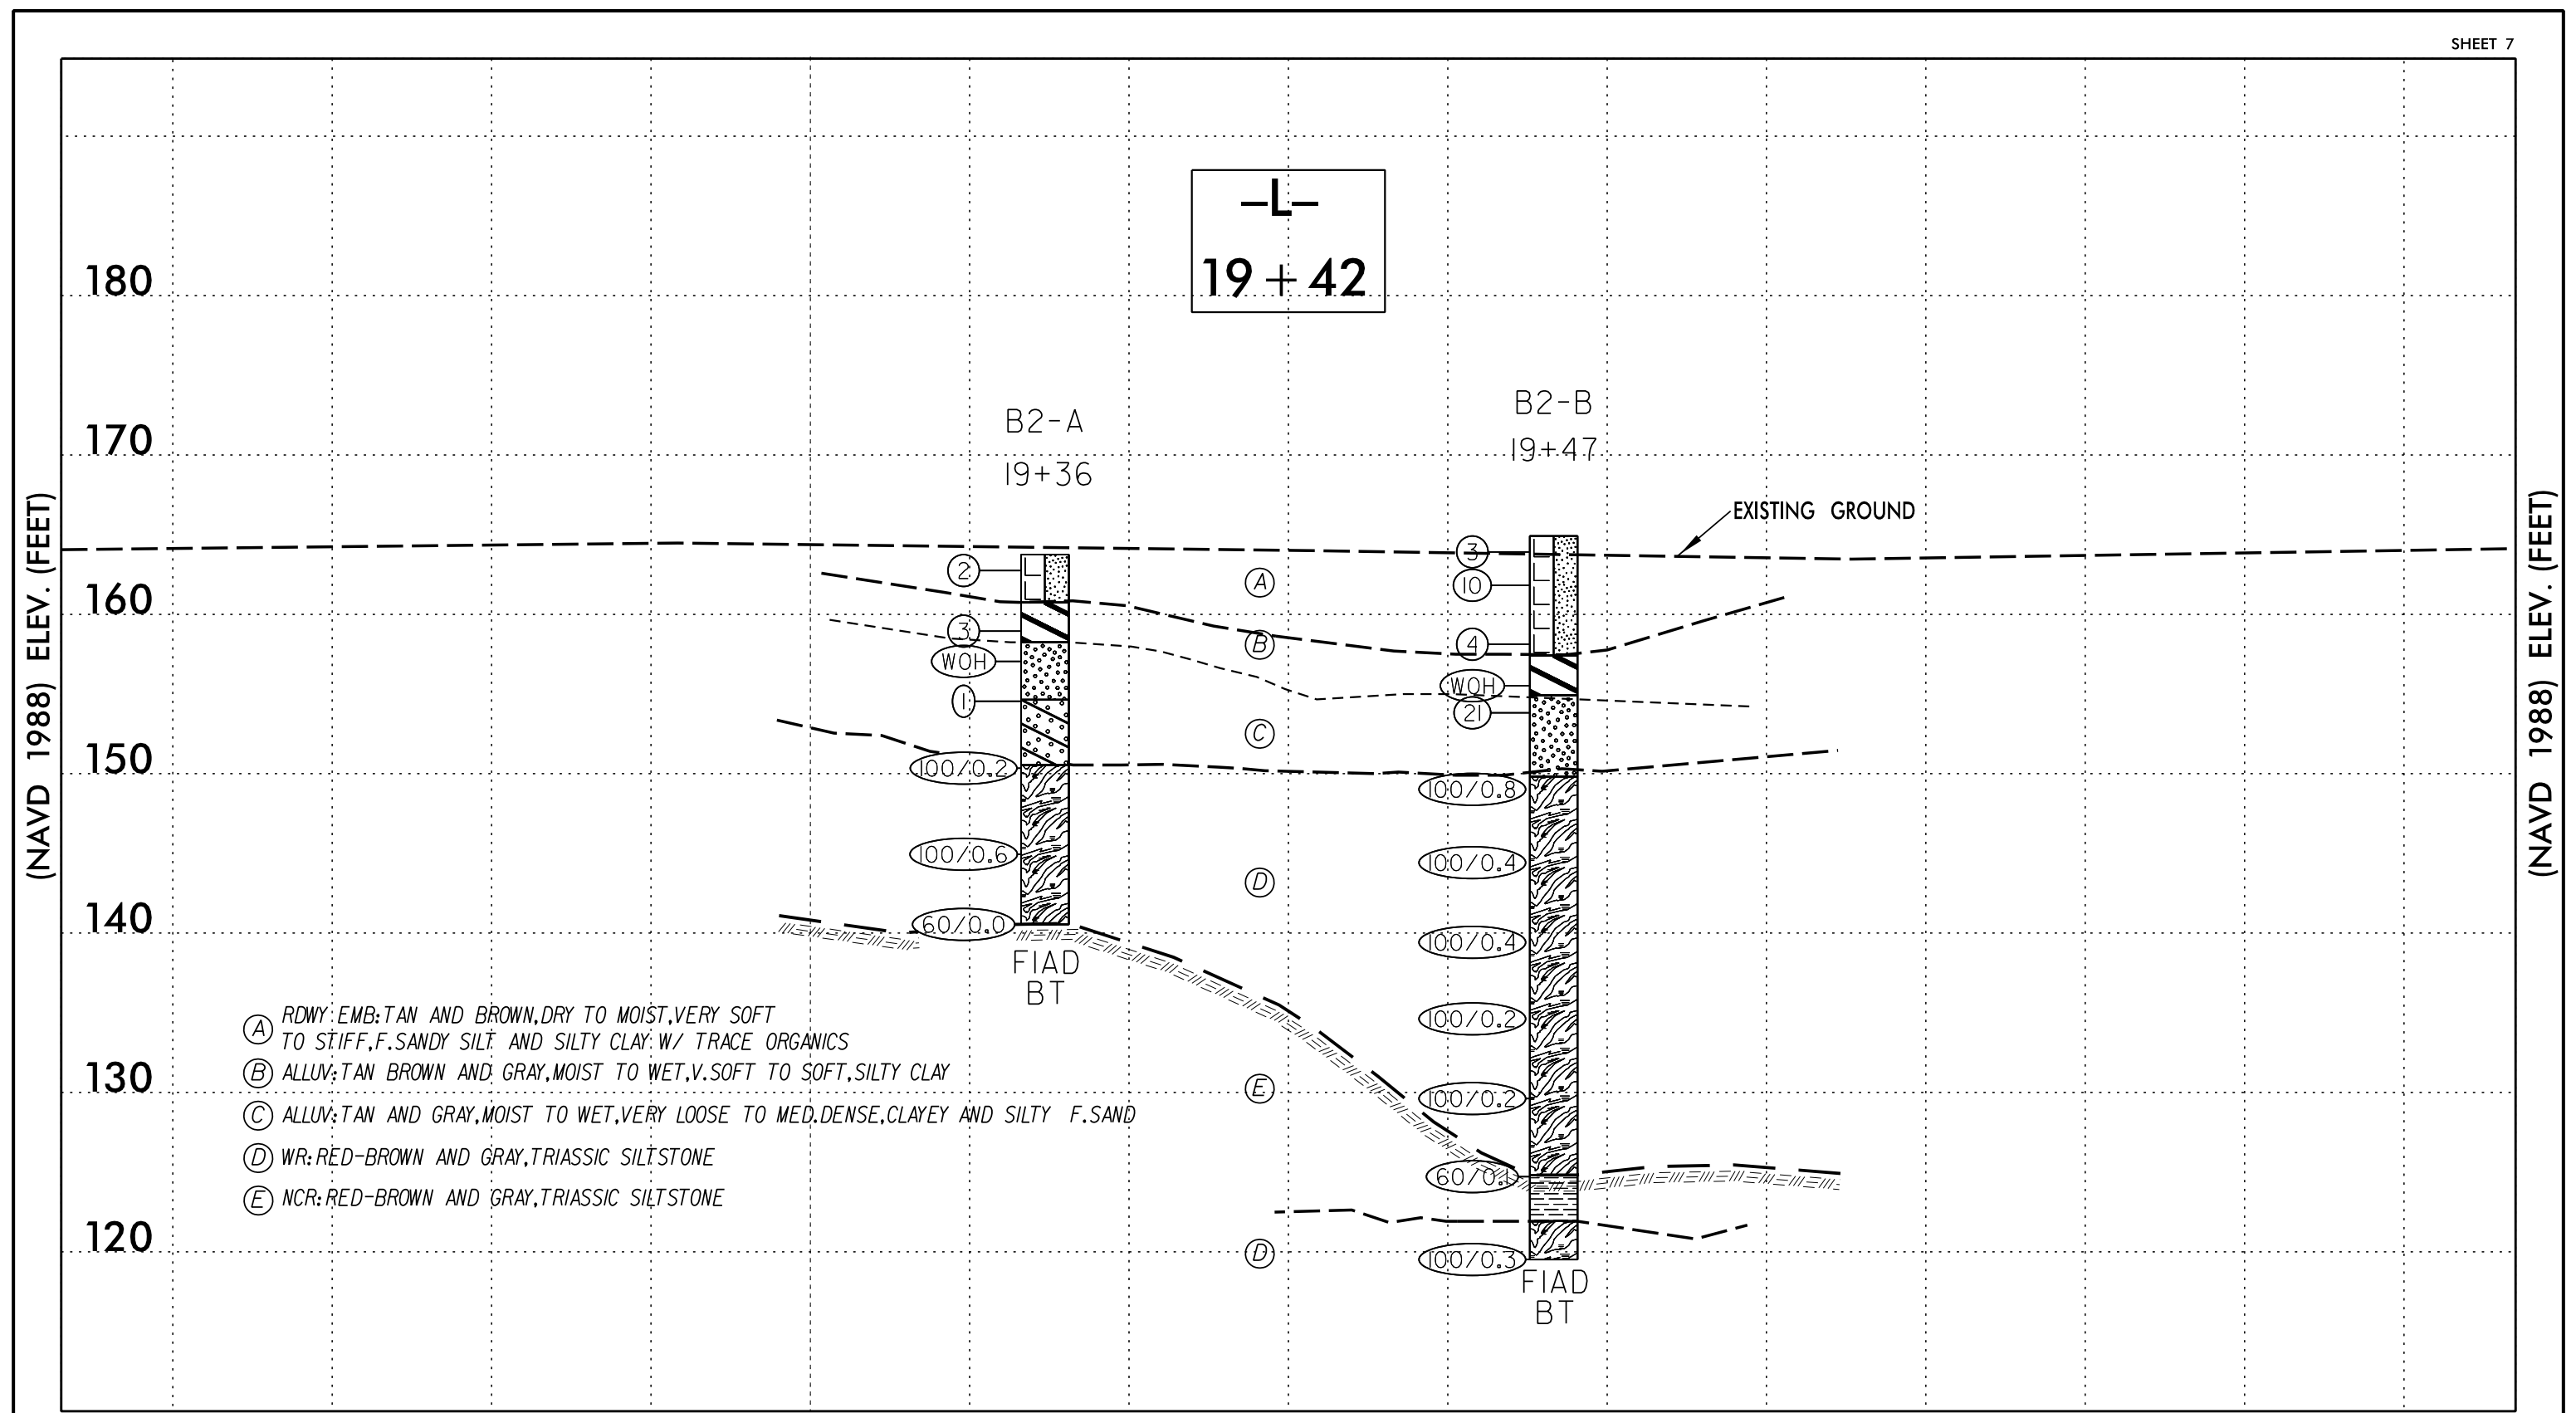 SHEET 7
–L–
19+42
180
170
160
150
140
130
120
(NAVD 1988) ELEV. (FEET)
(NAVD 1988) ELEV. (FEET)
B2-A
19+36
B2-B
19+47
EXISTING GROUND
2
3
WOH
1
100/0.2
100/0.6
60/0.0
FIAD
BT
A
B
C
D
E
D
3
10
4
WOH
21
100/0.8
100/0.4
100/0.4
100/0.2
100/0.2
60/0.1
100/0.3
FIAD
BT
A RDWY EMB:TAN AND BROWN,DRY TO MOIST,VERY SOFT
TO STIFF,F.SANDY SILT AND SILTY CLAY W/ TRACE ORGANICS
B ALLUV:TAN BROWN AND GRAY,MOIST TO WET,V.SOFT TO SOFT,SILTY CLAY
C ALLUV:TAN AND GRAY,MOIST TO WET,VERY LOOSE TO MED.DENSE,CLAYEY AND SILTY F.SAND
D WR:RED-BROWN AND GRAY,TRIASSIC SILTSTONE
E NCR:RED-BROWN AND GRAY,TRIASSIC SILTSTONE